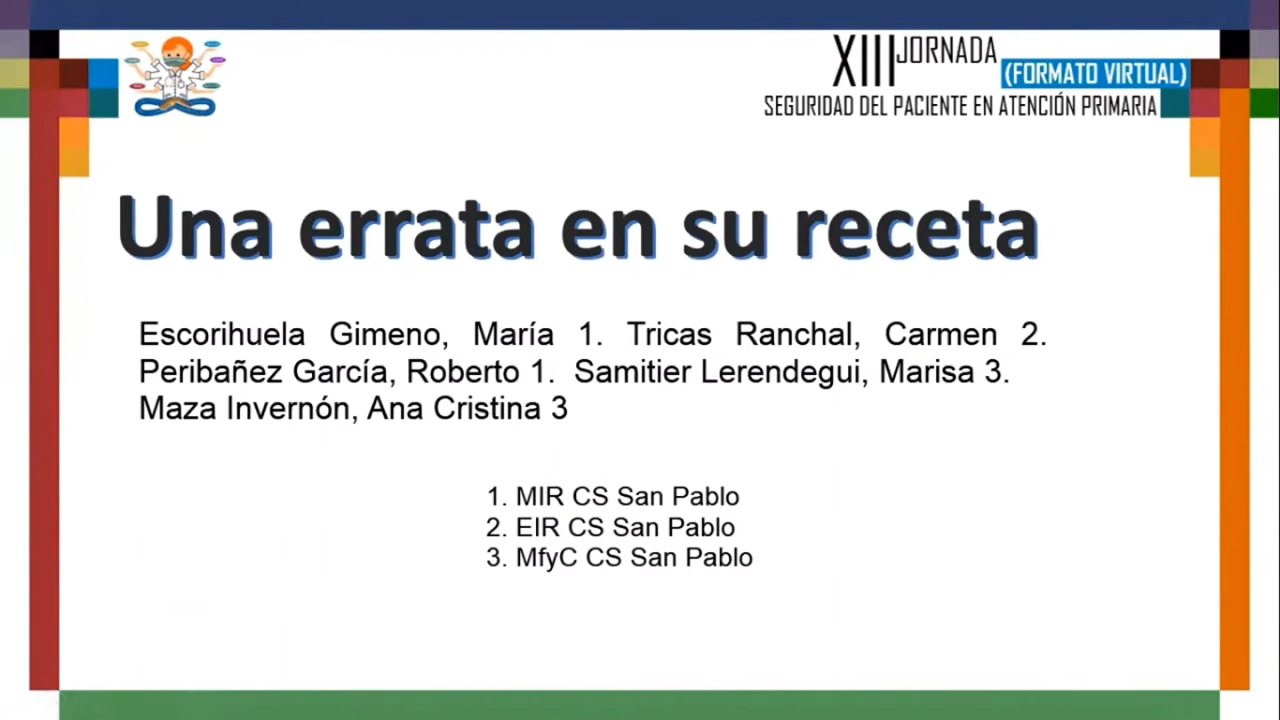 XIII JORNADA
(FORMATO VIRTUAL)
SEGURIDAD DEL PACIENTE EN ATENCIÓN PRIMARIA
Una errata en su receta
Escorihuela Gimeno, María 1. Tricas Ranchal, Carmen 2.
Peribañez García, Roberto 1. Samitier Lerendegui, Marisa 3.
Maza Invernón, Ana Cristina 3
1. MIR CS San Pablo
2. EIR CS San Pablo
3. MfyC CS San Pablo